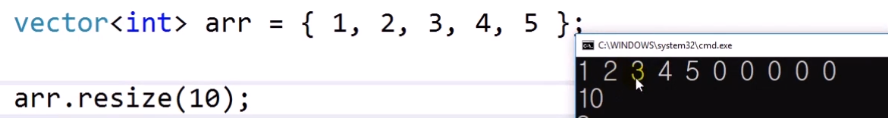 vector<int> arr = { 1, 2, 3, 4, 5 };
C:\WINDOWS\system32\cmd.exe
1 2 3 4 5 0 0 0 0 0
arr.resize(10);
10